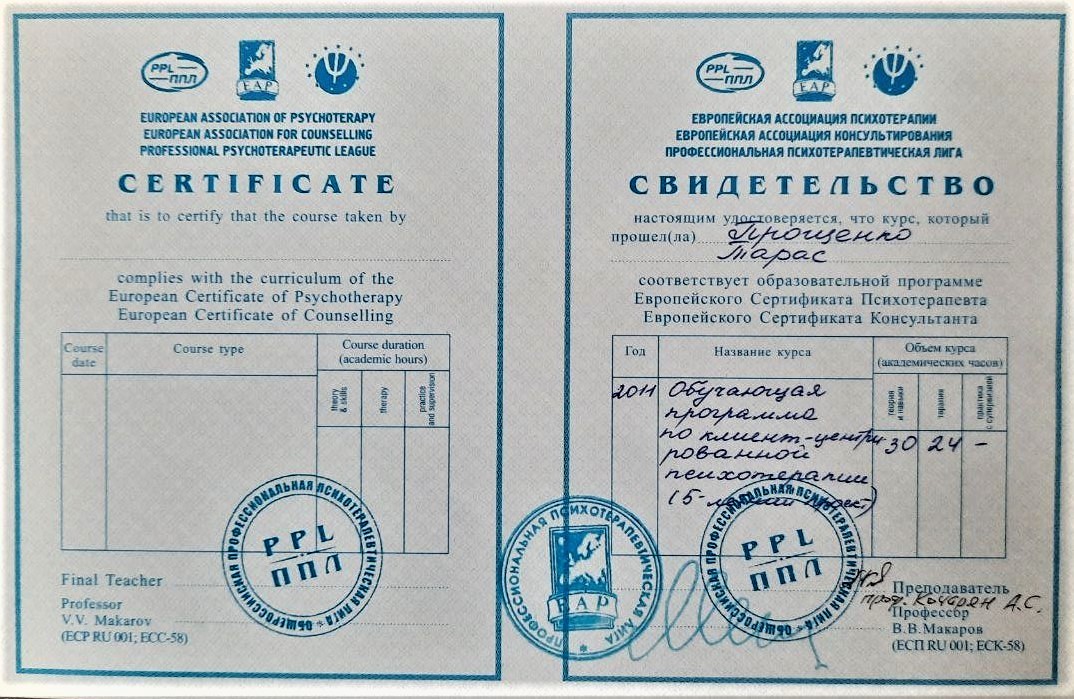 PPL
ППЛ
EAP
EUROPEAN ASSOCIATION OF PSYCHOTERAPY
EUROPEAN ASSOCIATION FOR COUNSELLING
PROFESSIONAL PSYCHOTERAPEUTIC LEAGUE
CERTIFICATE
that is to certify that the course taken by
complies with the curriculum of the
European Certificate of Psychotherapy
European Certificate of Counselling
Course date
Course type
Course duration
(academic hours)
theory & skills
therapy
practice and supervision
Final Teacher
Professor
V.V. Makarov
(ECP RU 001; ECC-58)
ОБЩЕРОССИЙСКАЯ ПРОФЕССИОНАЛЬНАЯ ПСИХОТЕРАПЕВТИЧЕСКАЯ ЛИГА
PPL
ППЛ
ПРОФЕССИОНАЛЬНАЯ ПСИХОТЕРАПЕВТИЧЕСКАЯ ЛИГА
EAP
PPL
ППЛ
EAP
ЕВРОПЕЙСКАЯ АССОЦИАЦИЯ ПСИХОТЕРАПИИ
ЕВРОПЕЙСКАЯ АССОЦИАЦИЯ КОНСУЛЬТИРОВАНИЯ
ПРОФЕССИОНАЛЬНАЯ ПСИХОТЕРАПЕВТИЧЕСКАЯ ЛИГА
СВИДЕТЕЛЬСТВО
настоящим удостоверяется, что курс, который
прошел(ла) Прощенко
Тарас
соответствует образовательной программе
Европейского Сертификата Психотерапевта
Европейского Сертификата Консультанта
Год
Название курса
Объем курса
(академических часов)
теория и навыки
терапия
практика с супервизией
2011 Обучающая
программа
по клиент-центри
рованной
психотерапии
(5-
30 24 -
ОБЩЕРОССИЙСКАЯ ПРОФЕССИОНАЛЬНАЯ ПСИХОТЕРАПЕВТИЧЕСКАЯ ЛИГА
PPL
ППЛ
Преподаватель
проф. Кочарян А.С.
Профессор
В.В.Макаров
(ЕСП RU 001; ЕСК-58)